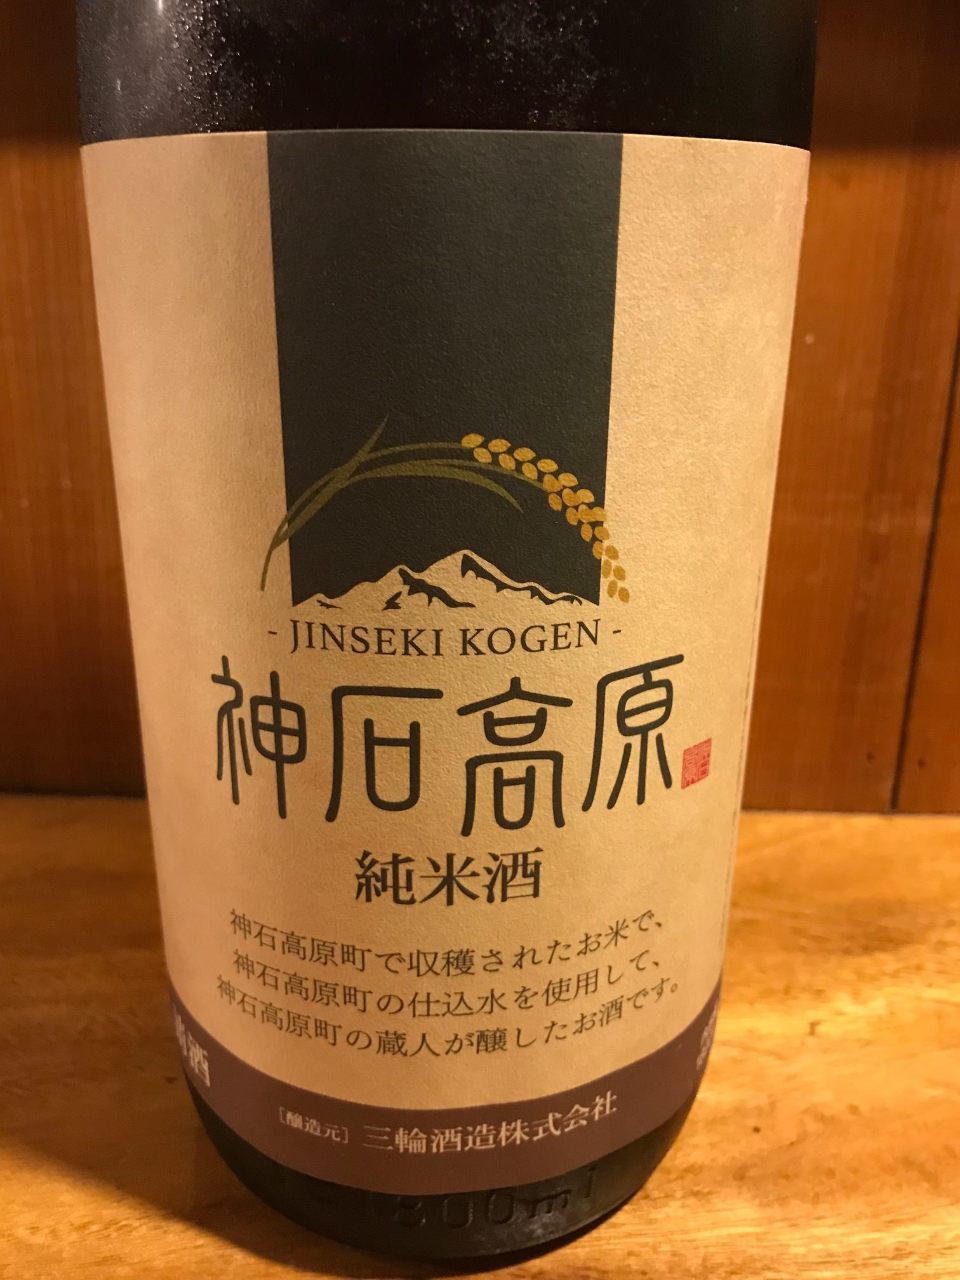 - JINSEKI KOGEN -
神石高原
純米酒
神石高原町で収穫されたお米で、
神石高原町の仕込水を使用して、
神石高原町の蔵人が醸したお酒です。
酒
[醸造元] 三輪酒造株式会社
900ml